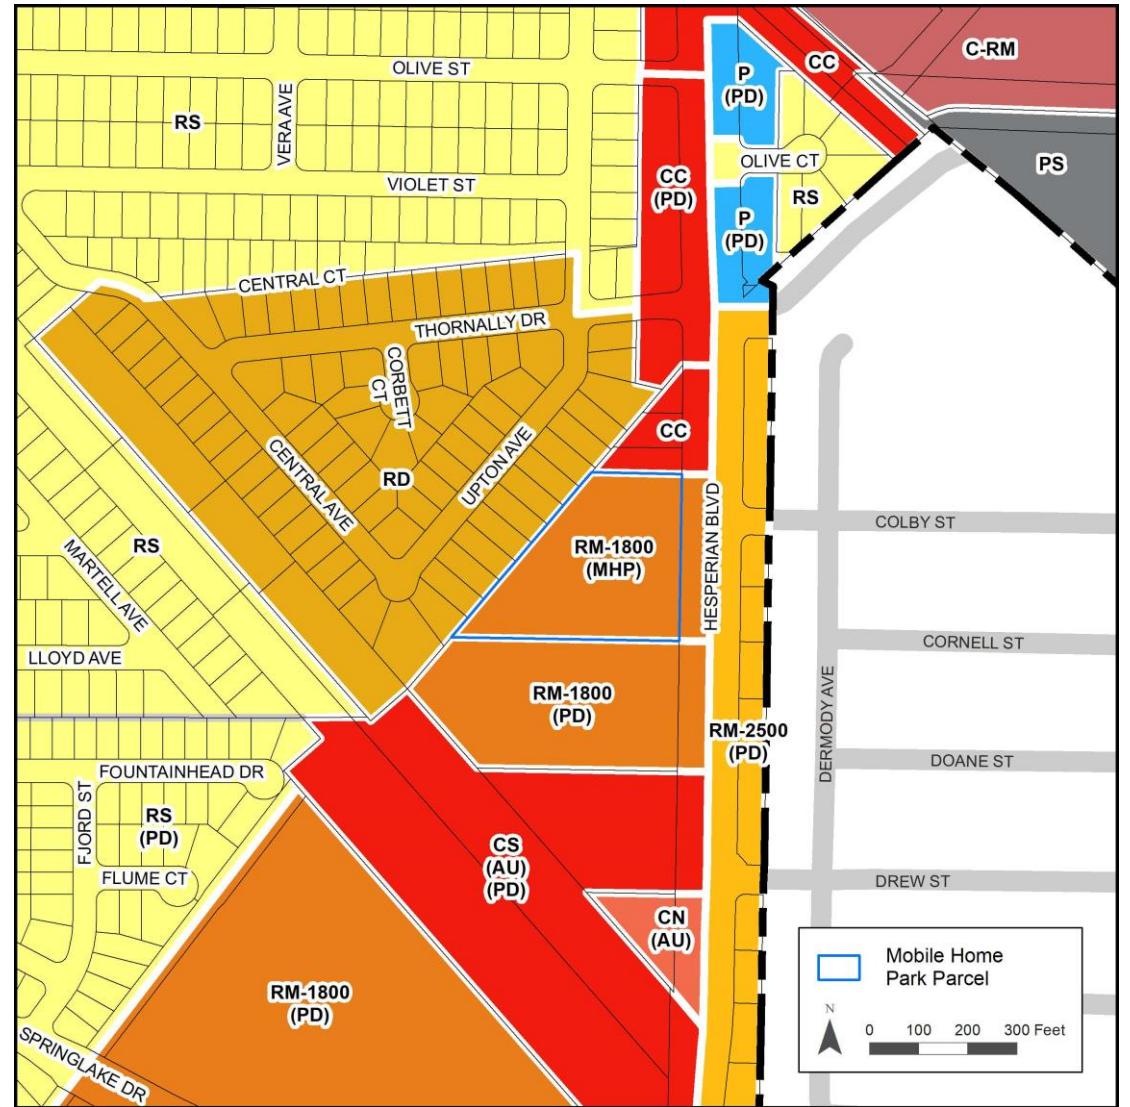 OLIVE ST
CC
C-RM
P
(PD)
RS
VERA AVE
OLIVE CT
PS
VIOLET ST
CC
(PD)
RS
P
(PD)
CENTRAL CT
THORNALLY DR
CORBETT
CT
CC
UPTON AVE
RD
CENTRAL AVE
HESPERIAN BLVD
COLBY ST
RS
RM-1800
(MHP)
MARTELL AVE
CORNELL ST
LLOYD AVE
RM-1800
(PD)
DERMODY AVE
RM-2500
(PD)
DOANE ST
FOUNTAINHEAD DR
FJORD ST
RS
(PD)
CS
(AU)
(PD)
FLUME CT
DREW ST
CN
(AU)
RM-1800
(PD)
SPRINGLAKE DR
Mobile Home
Park Parcel
N
0 100 200 300 Feet